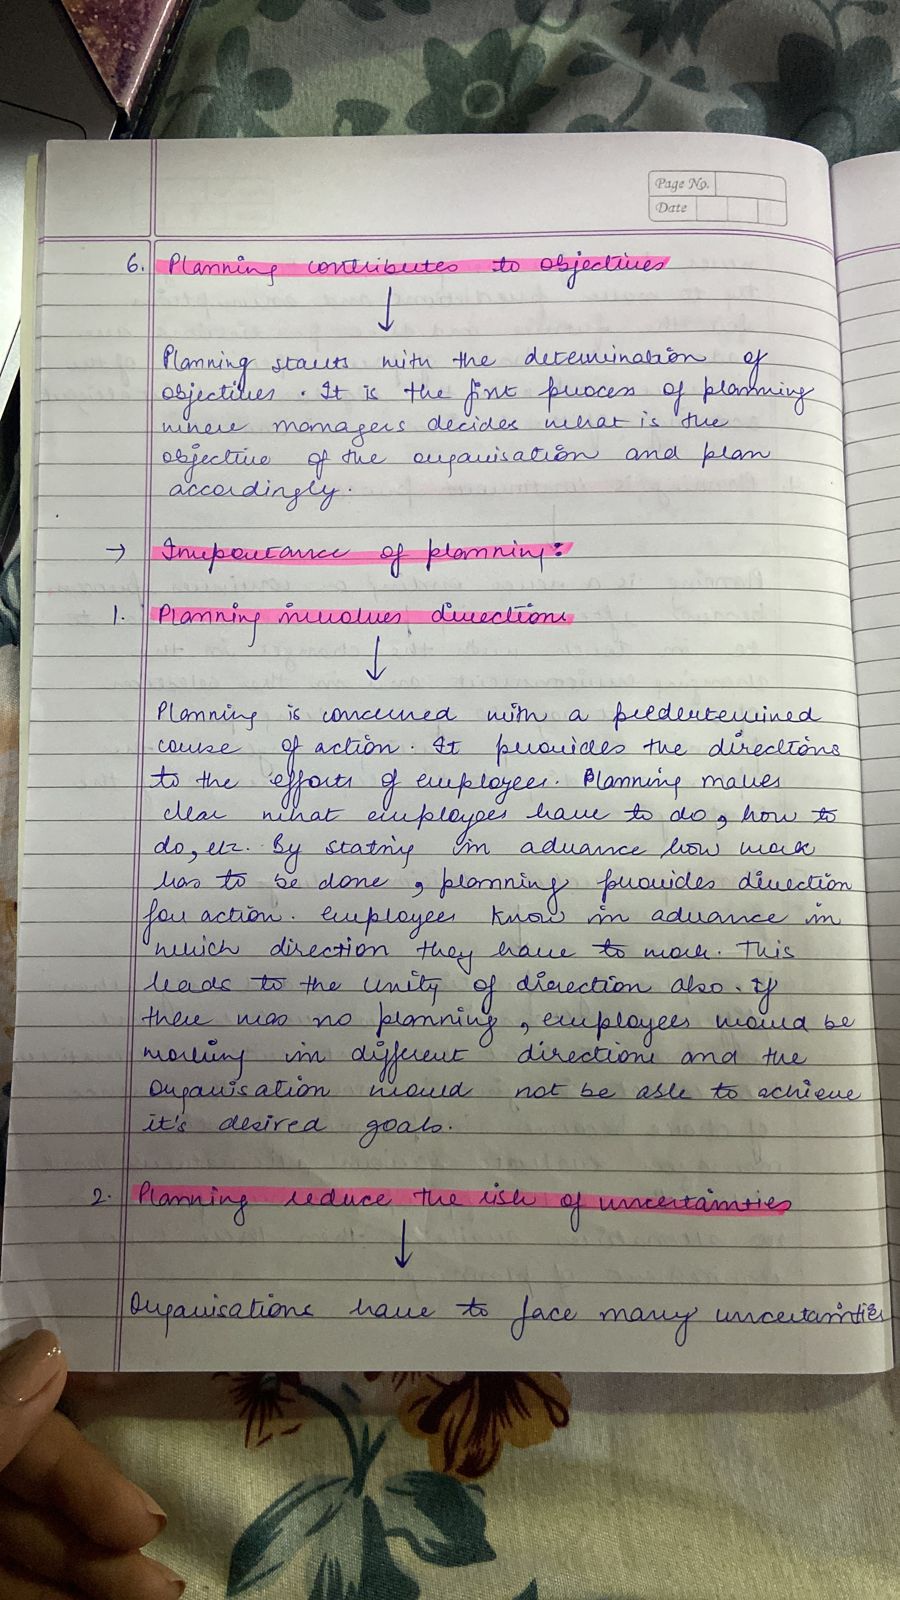 Page No.
Date
6. Planning contributes to objectives
↓
Planning starts with the determination of
objectives. It is the first process of planning
where managers decides what is the
objective of the organisation and plan
accordingly.
→ Importance of planning:
1. Planning involves directions
↓
Planning is concerned with a predetermined
course of action. It provides the directions
to the efforts of employees. Planning makes
clear what employees have to do, how to
do, etc. By stating in advance how work
has to be done, planning provides direction
for action. employees know in advance in
which direction they have to work. This
leads to the unity of direction also. If
there was no planning, employees would be
working in different directions and the
organisation would not be able to achieve
it's desired goals.
2. Planning reduce the risk of uncertainties
↓
Organisations have to face many uncertainties